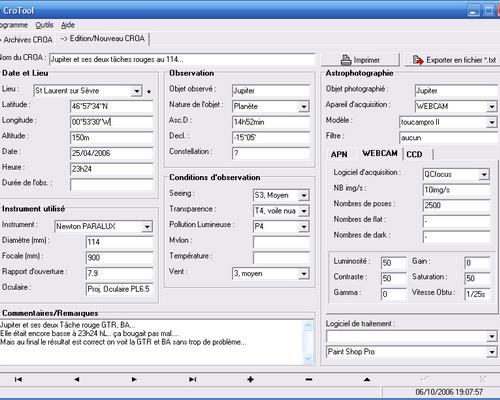 CroTool
ogramme Outils Aide
Archives CROA --> Edition/Nouveau CROA
Nom du CROA : Jupiter et ses deux tâches rouges au 114...
Imprimer
Exporter en fichier *.txt
Date et Lieu
Lieu : St Laurent sur Sèvre +
Latitude : 46°57'34''N
Longitude : 00°53'30''W
Altitude : 150m
Date : 25/04/2006
Heure : 23h24
Durée de l'obs. :
Instrument utilisé
Instrument : Newton PARALUX
Diamètre (mm) : 114
Focale (mm) : 900
Rapport d'ouverture : 7.9
Oculaire : Proj. Oculaire PL6.5
Observation
Objet observé : Jupiter
Nature de l'objet : Planète
Asc.D : 14h52min
Decl. : -15°05'
Constellation : ?
Conditions d'observation
Seeing : S3, Moyen
Transparence : T4, voile nua
Pollution Lumineuse : P4
Mvlon :
Température :
Vent : 3, moyen
Astrophotographie
Objet photographié : Jupiter
Apareil d'acquisition : WEBCAM
Modèle : toucampro II
Filtre : aucun
APN WEBCAM CCD
Logiciel d'acquisition : QCfocus
NB img/s : 10img/s
Nombres de poses : 2500
Nombres de flat : -
Nombres de dark : -
Luminosité : 50 Gain : 0
Contraste : 50 Saturation : 50
Gamma : 0 Vitesse Obtu : 1/25s
Logiciel de traitement :
Paint Shop Pro
Commentaires/Remarques
Jupiter et ses deux Tâche rouge GTR, BA...
Elle était encore basse à 23h24 hL.. ça bougait pas mal....
Mais au final le résultat est correct on voit la GTR et BA sans trop de problème...
06/10/2006 19:07:57